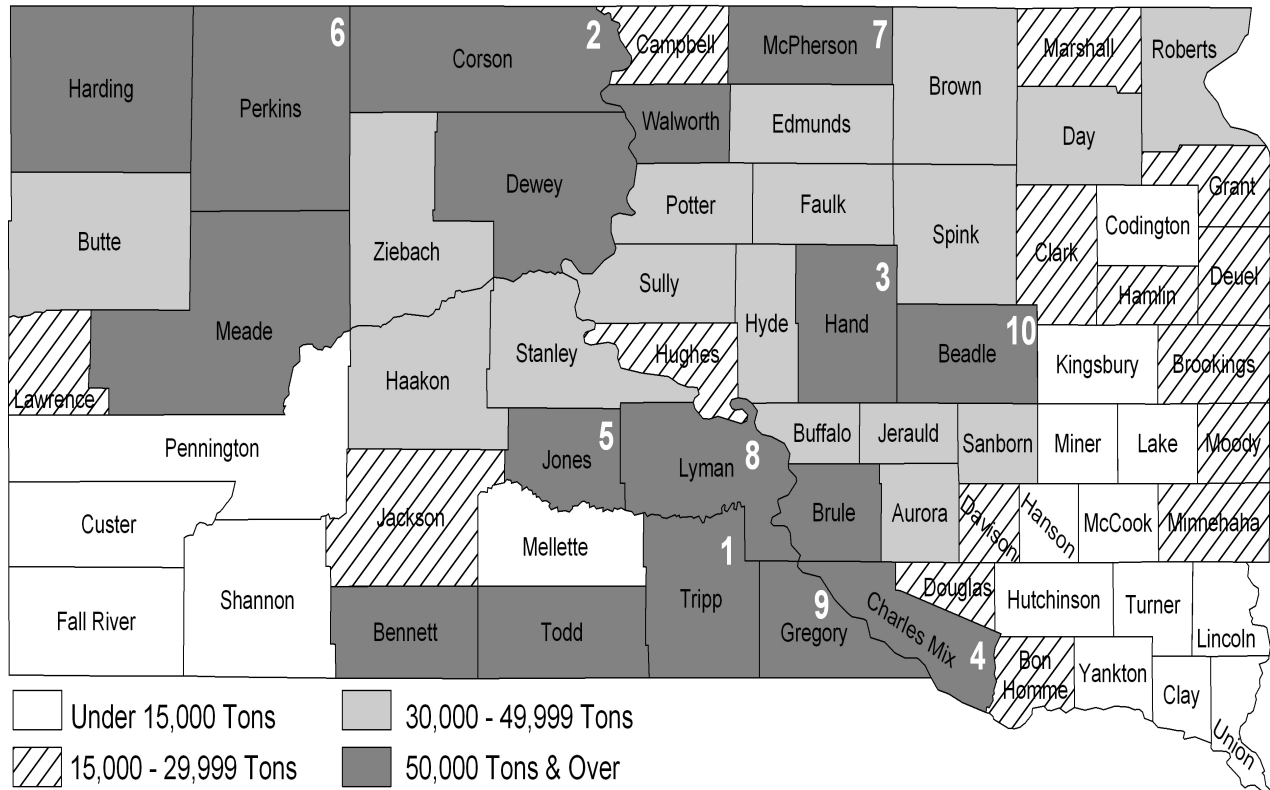 6
2
Campbell
McPherson
7
Marshall
Roberts
Harding
Perkins
Corson
Brown
Walworth
Edmunds
Day
Dewey
Grant
Potter
Faulk
Codington
Butte
Ziebach
Spink
Clark
Sully
3
Hamlin
Deuel
Meade
Hyde
Hand
10
Stanley
Hughes
Beadle
Kingsbury
Brookings
Haakon
Lawrence
Pennington
5
Jones
8
Lyman
Buffalo
Jerauld
Sanborn
Miner
Lake
Moody
Custer
Jackson
Brule
Aurora
Davison
Hanson
McCook
Minnehaha
Mellette
1
Fall River
Shannon
Tripp
9
Gregory
Charles Mix
4
Douglas
Hutchinson
Turner
Lincoln
Bennett
Todd
Bon
Homme
Yankton
Clay
Union
Under 15,000 Tons
30,000 - 49,999 Tons
15,000 - 29,999 Tons
50,000 Tons & Over